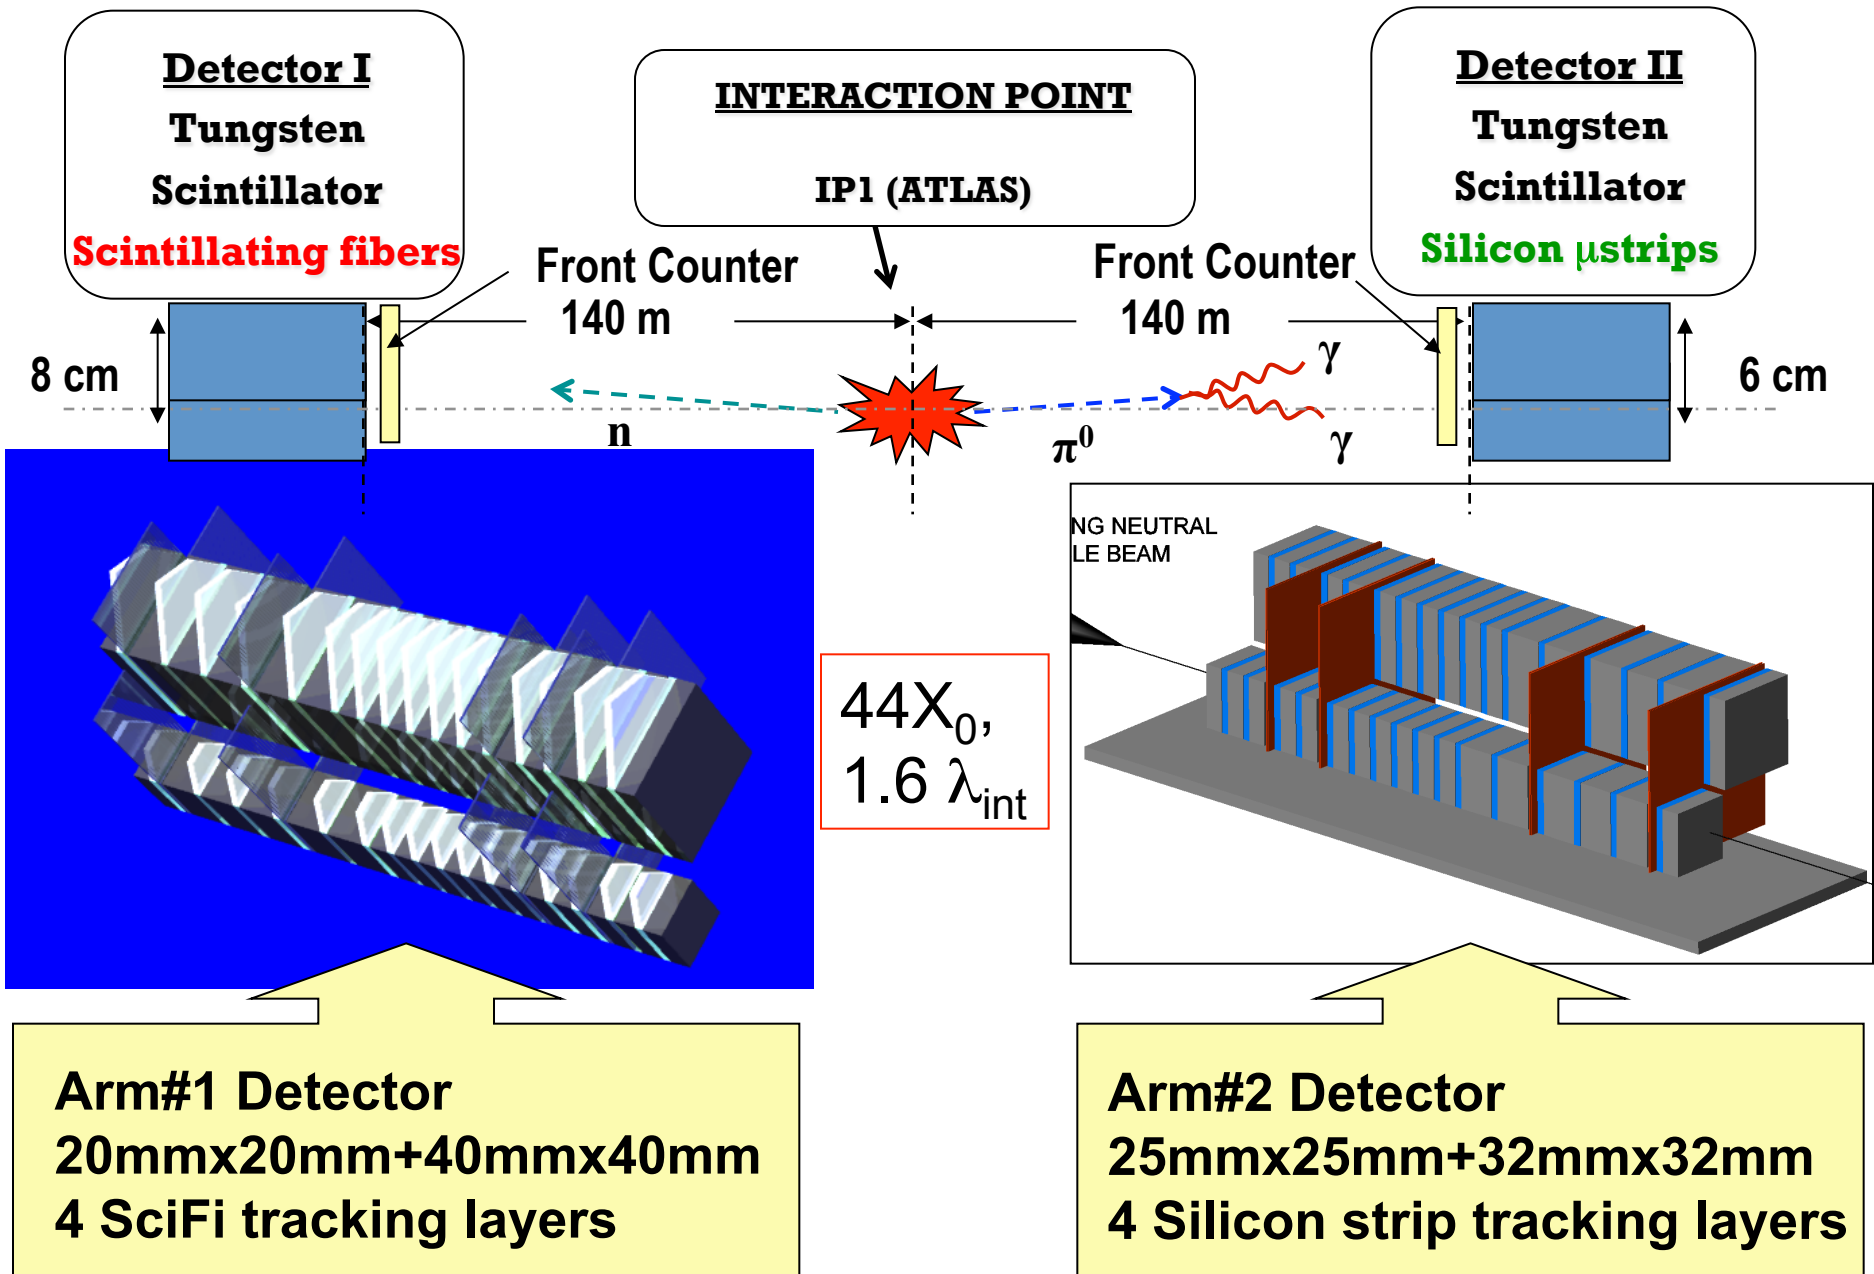 Detector I
Tungsten
Scintillator
Scintillating fibers
INTERACTION POINT
IP1 (ATLAS)
Detector II
Tungsten
Scintillator
Silicon μstrips
Front Counter
140 m
Front Counter
140 m
8 cm
6 cm
n
π⁰
γ
γ
NG NEUTRAL
LE BEAM
44X₀,
1.6 λint
Arm#1 Detector
20mmx20mm+40mmx40mm
4 SciFi tracking layers
Arm#2 Detector
25mmx25mm+32mmx32mm
4 Silicon strip tracking layers